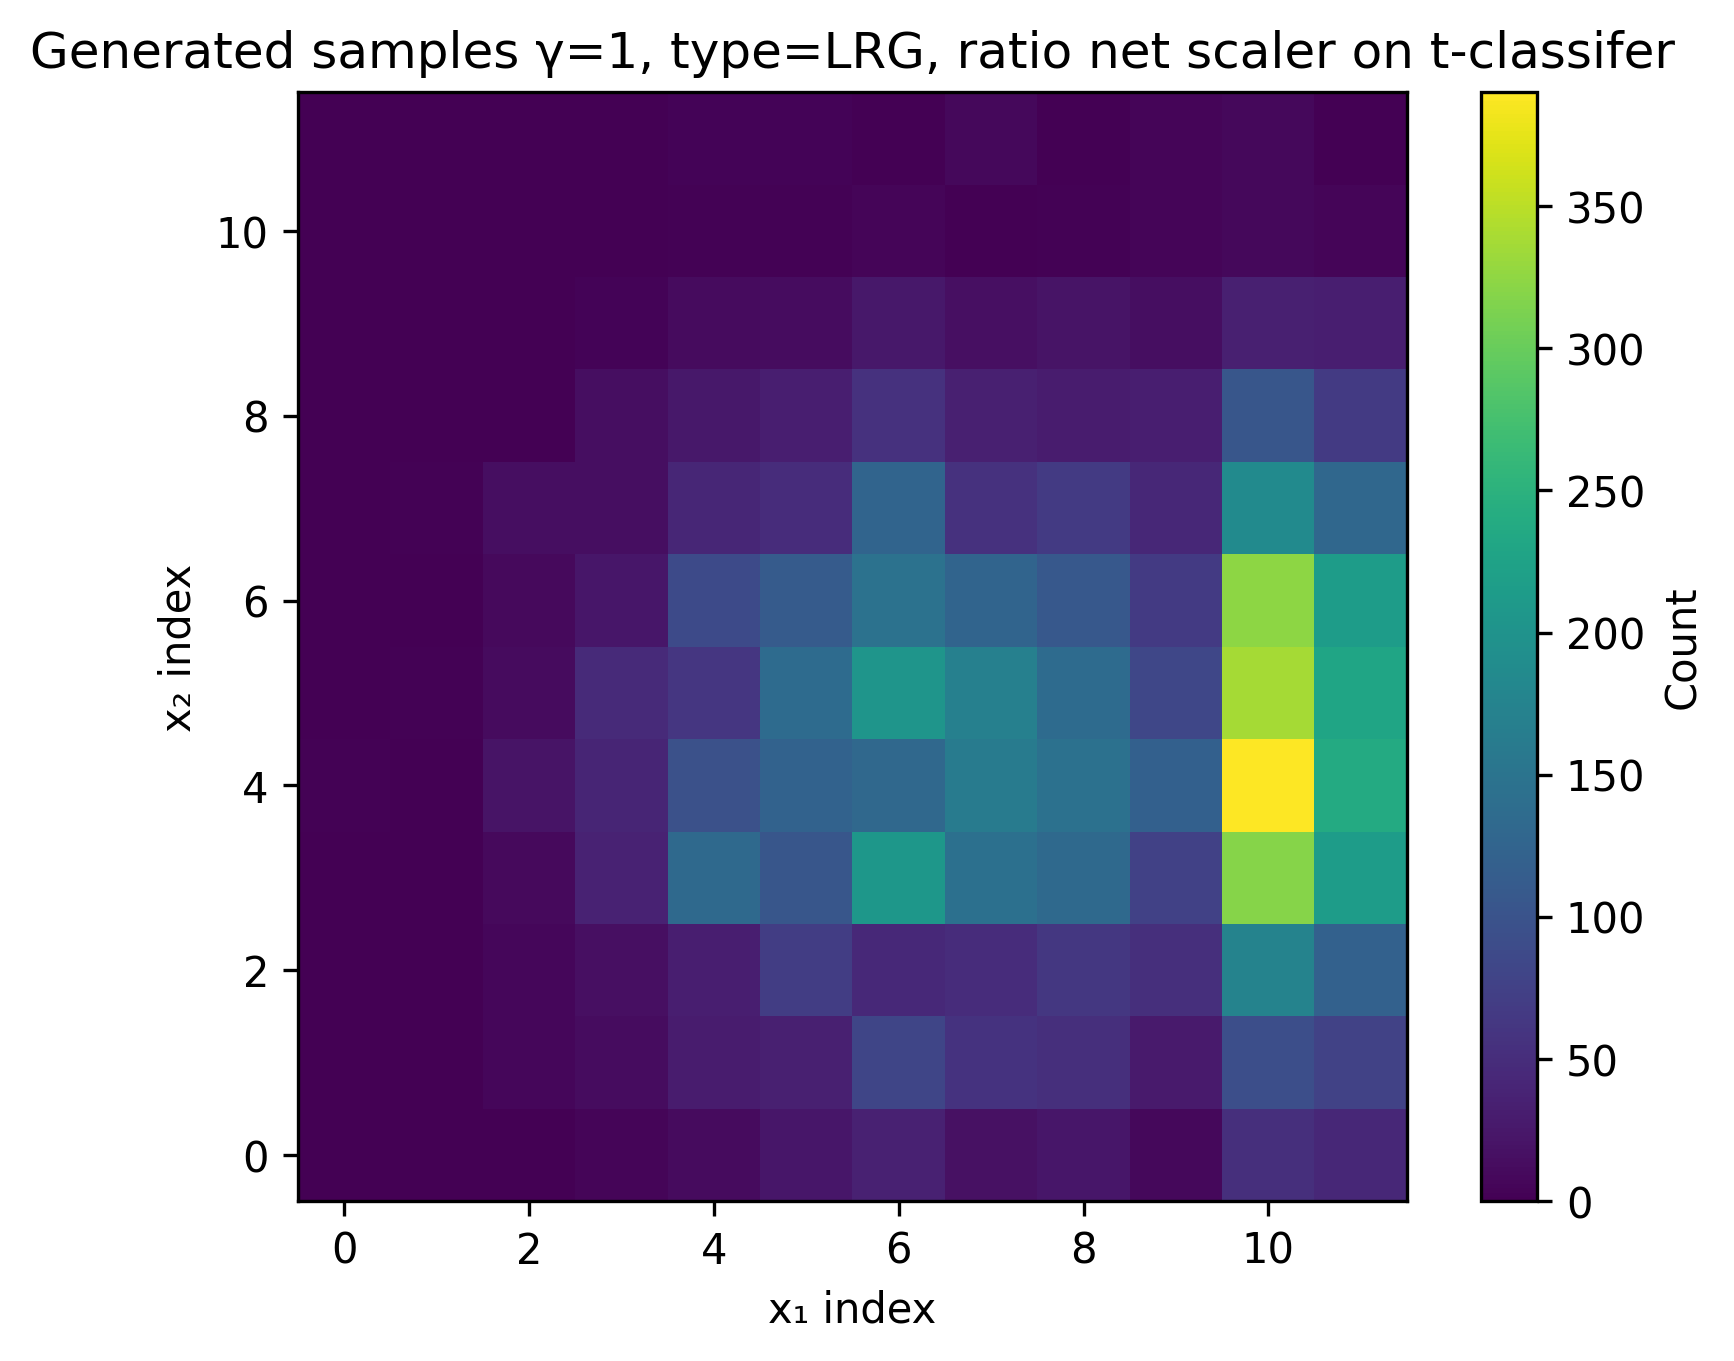 Generated samples γ=1, type=LRG, ratio net scaler on t-classifer
10
8
6
4
2
0
x₂ index
0 2 4 6 8 10
x₁ index
350
300
250
200
150
100
50
0
Count